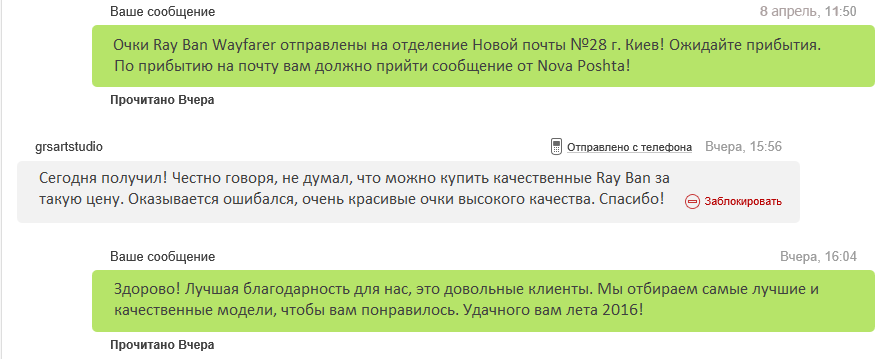 Ваше сообщение 8 апрель, 11:50
Очки Ray Ban Wayfarer отправлены на отделение Новой почты №28 г. Киев! Ожидайте прибытия.
По прибытию на почту вам должно прийти сообщение от Nova Poshta!
Прочитано Вчера
grsartstudio Отправлено с телефона Вчера, 15:56
Сегодня получил! Честно говоря, не думал, что можно купить качественные Ray Ban за
такую цену. Оказывается ошибался, очень красивые очки высокого качества. Спасибо! Заблокировать
Ваше сообщение Вчера, 16:04
Здорово! Лучшая благодарность для нас, это довольные клиенты. Мы отбираем самые лучшие и
качественные модели, чтобы вам понравилось. Удачного вам лета 2016!
Прочитано Вчера